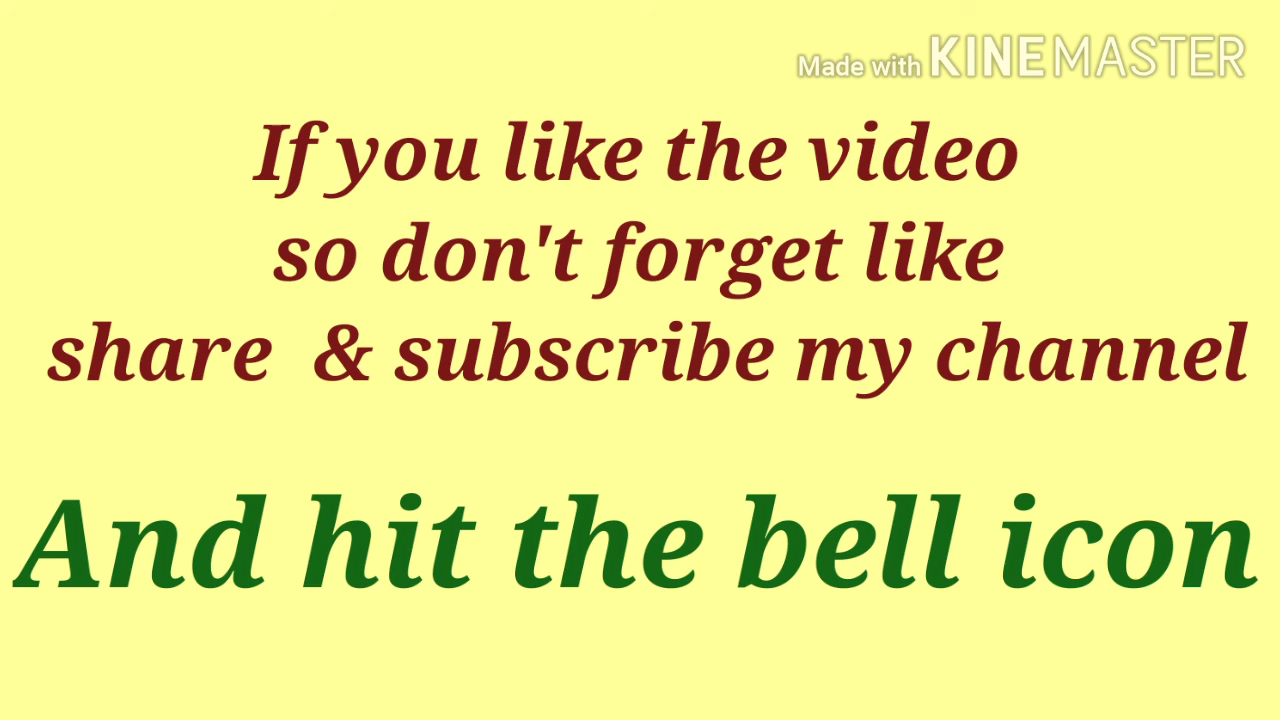 Made with KINEMASTER
If you like the video
so don't forget like
share & subscribe my channel
And hit the bell icon